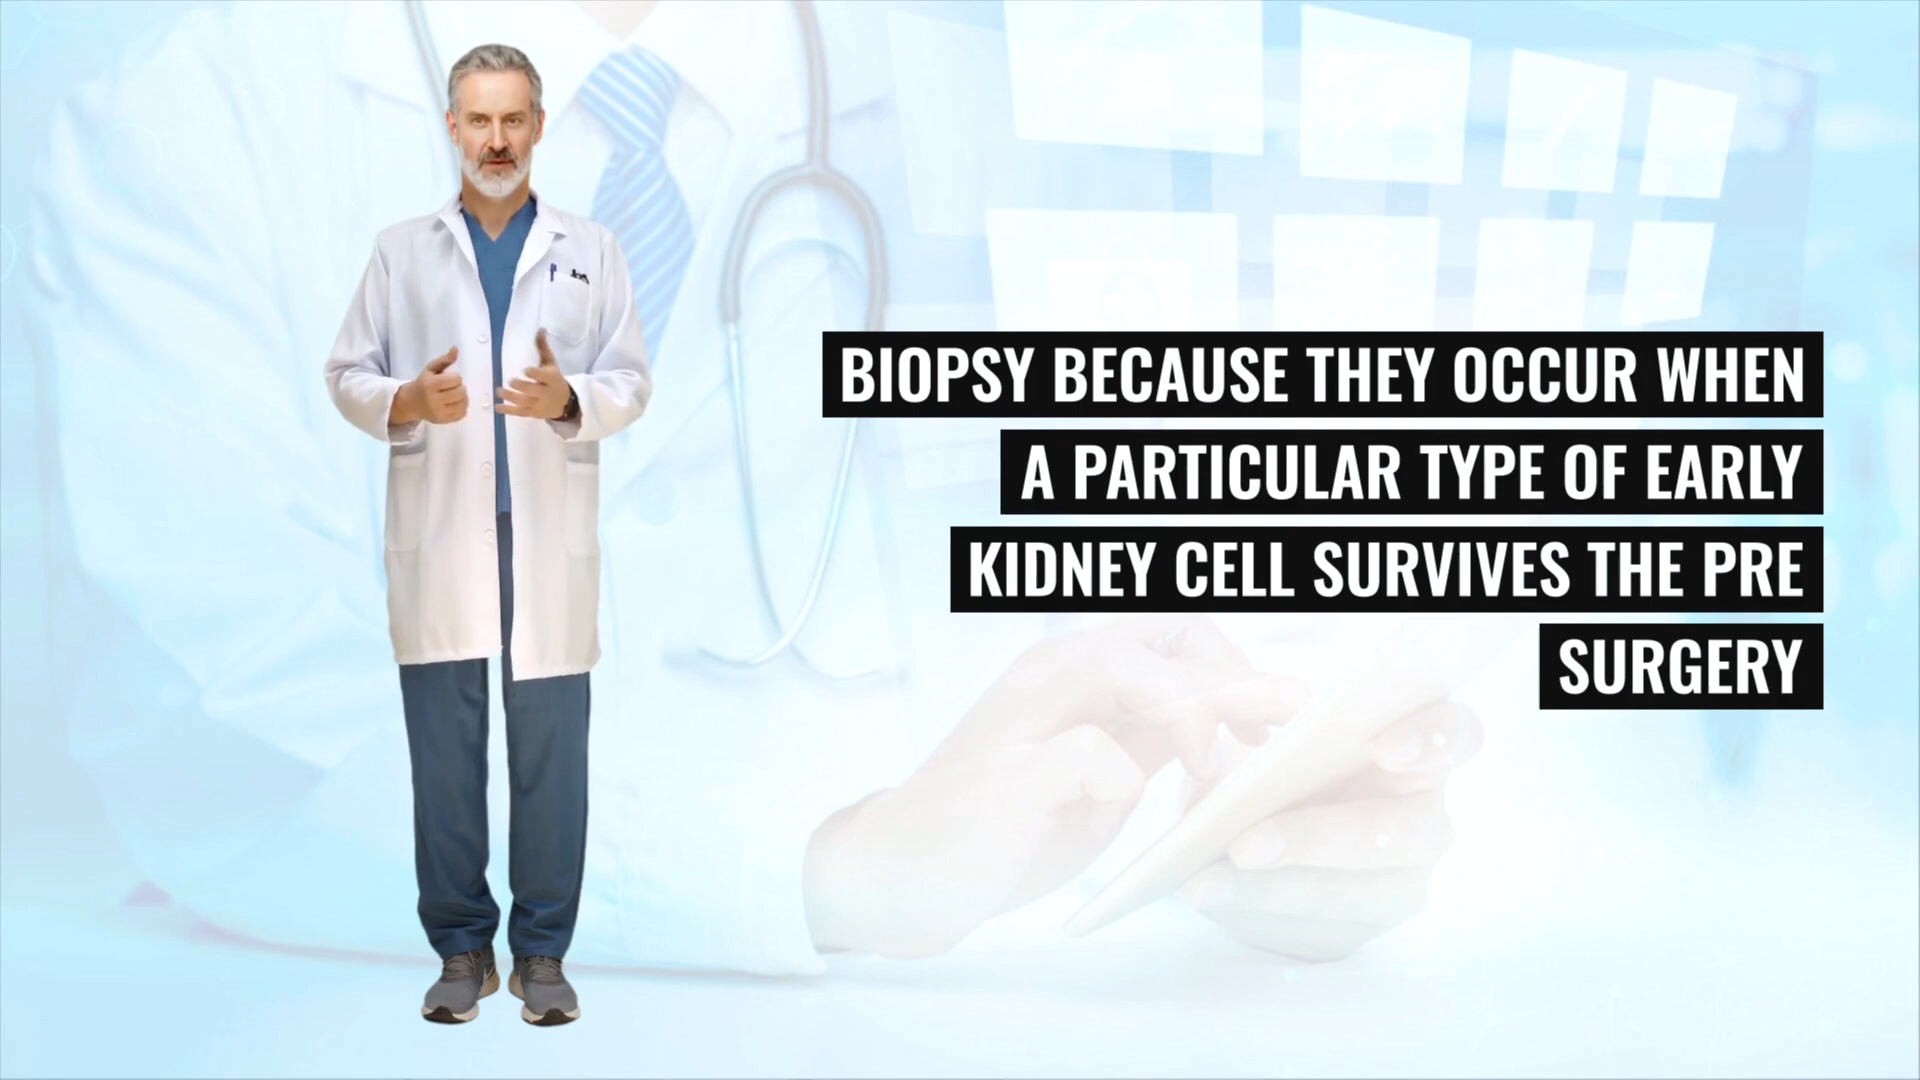 BIOPSY BECAUSE THEY OCCUR WHEN
A PARTICULAR TYPE OF EARLY
KIDNEY CELL SURVIVES THE PRE
SURGERY